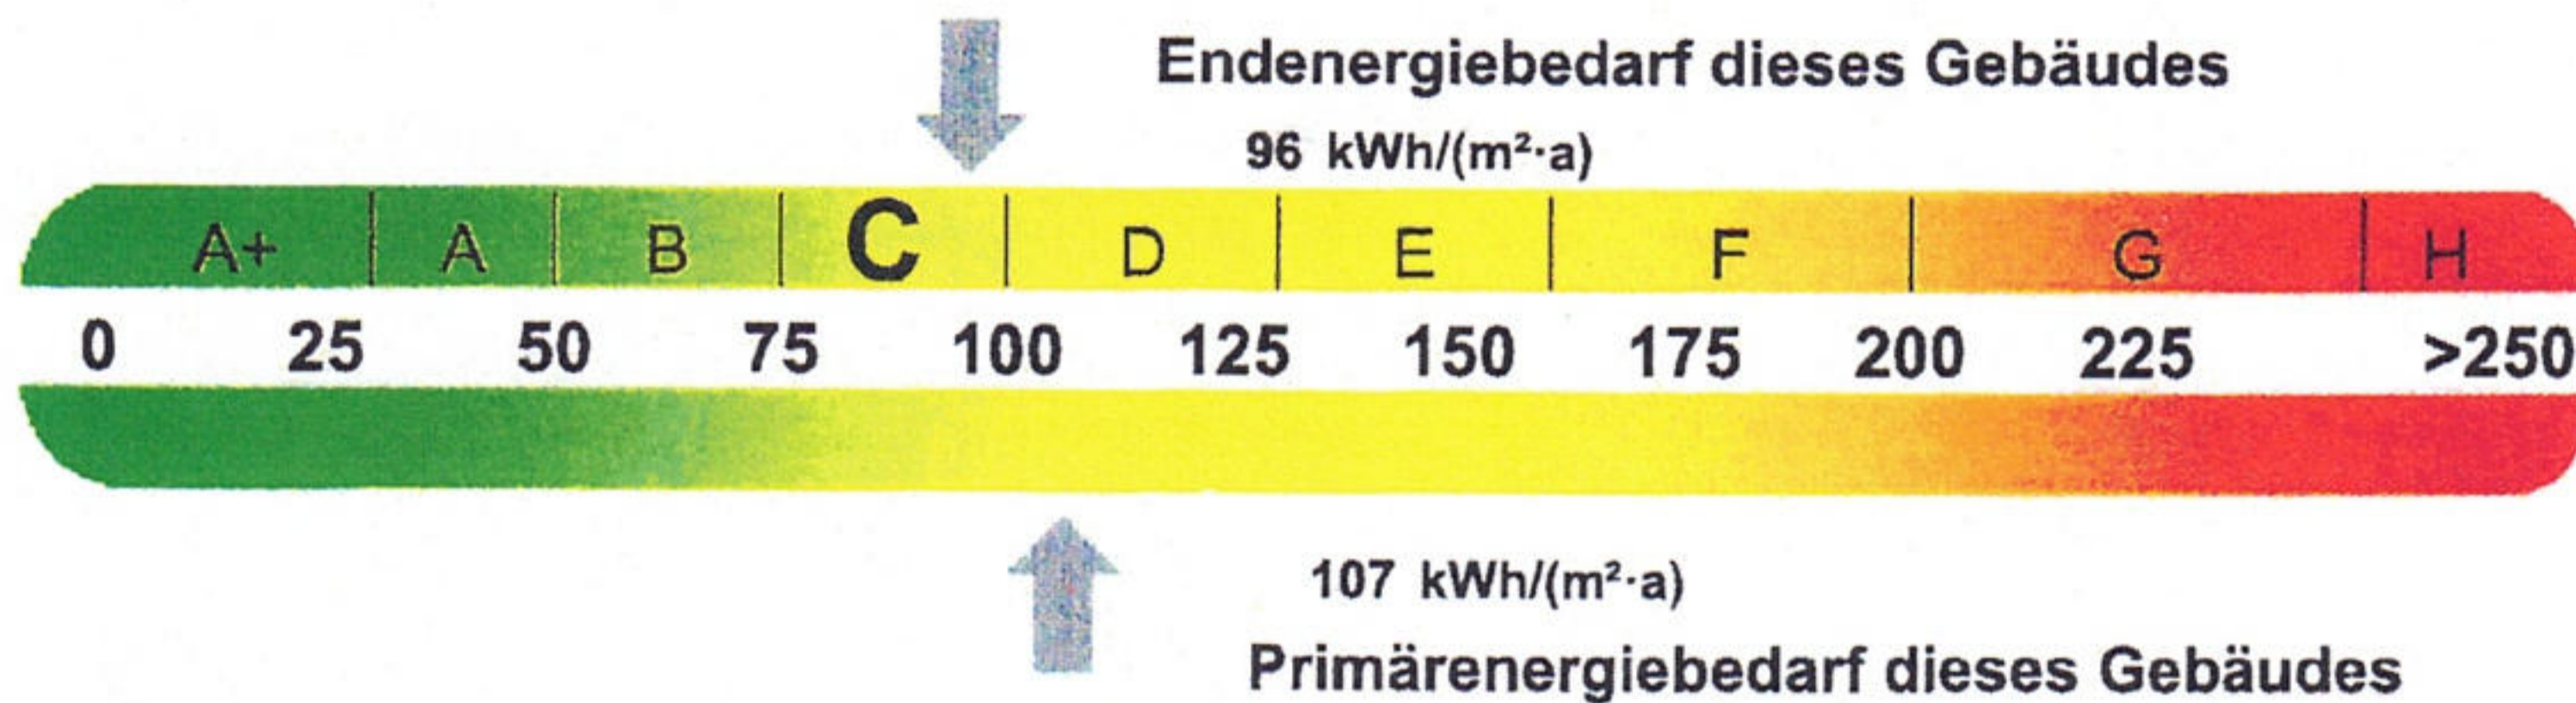 Endenergiebedarf dieses Gebäudes
96 kWh/(m²·a)
A+ A B C D E F G H
0 25 50 75 100 125 150 175 200 225 >250
107 kWh/(m²·a)
Primärenergiebedarf dieses Gebäudes